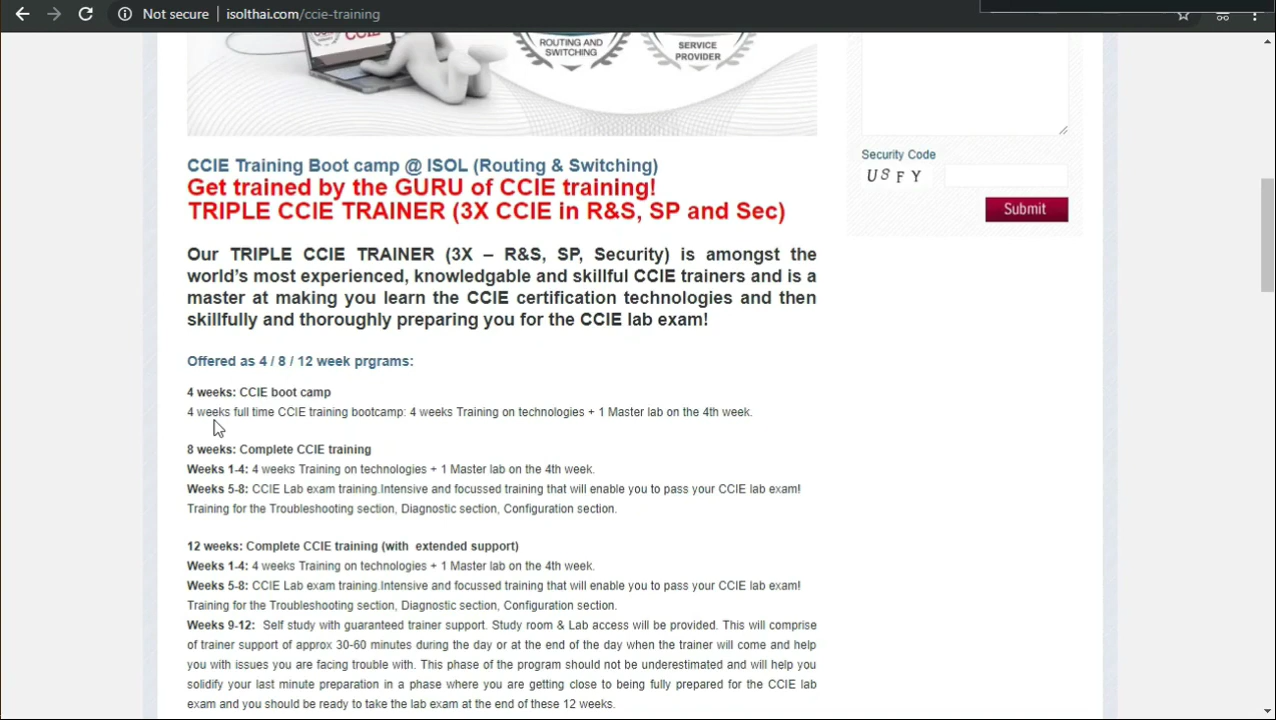 Not secure isolthai.com/ccie-training
CCIE
ROUTING AND
SWITCHING
SERVICE
PROVIDER
Security Code
U S F Y
Submit
CCIE Training Boot camp @ ISOL (Routing & Switching)
Get trained by the GURU of CCIE training!
TRIPLE CCIE TRAINER (3X CCIE in R&S, SP and Sec)
Our TRIPLE CCIE TRAINER (3X – R&S, SP, Security) is amongst the
world's most experienced, knowledgable and skillful CCIE trainers and is a
master at making you learn the CCIE certification technologies and then
skillfully and thoroughly preparing you for the CCIE lab exam!
Offered as 4 / 8 / 12 week prgrams:
4 weeks: CCIE boot camp
4 weeks full time CCIE training bootcamp: 4 weeks Training on technologies + 1 Master lab on the 4th week.
8 weeks: Complete CCIE training
Weeks 1-4: 4 weeks Training on technologies + 1 Master lab on the 4th week.
Weeks 5-8: CCIE Lab exam training.Intensive and focussed training that will enable you to pass your CCIE lab exam!
Training for the Troubleshooting section, Diagnostic section, Configuration section.
12 weeks: Complete CCIE training (with extended support)
Weeks 1-4: 4 weeks Training on technologies + 1 Master lab on the 4th week.
Weeks 5-8: CCIE Lab exam training.Intensive and focussed training that will enable you to pass your CCIE lab exam!
Training for the Troubleshooting section, Diagnostic section, Configuration section.
Weeks 9-12: Self study with guaranteed trainer support. Study room & Lab access will be provided. This will comprise
of trainer support of approx 30-60 minutes during the day or at the end of the day when the trainer will come and help
you with issues you are facing trouble with. This phase of the program should not be underestimated and will help you
solidify your last minute preparation in a phase where you are getting close to being fully prepared for the CCIE lab
exam and you should be ready to take the lab exam at the end of these 12 weeks.